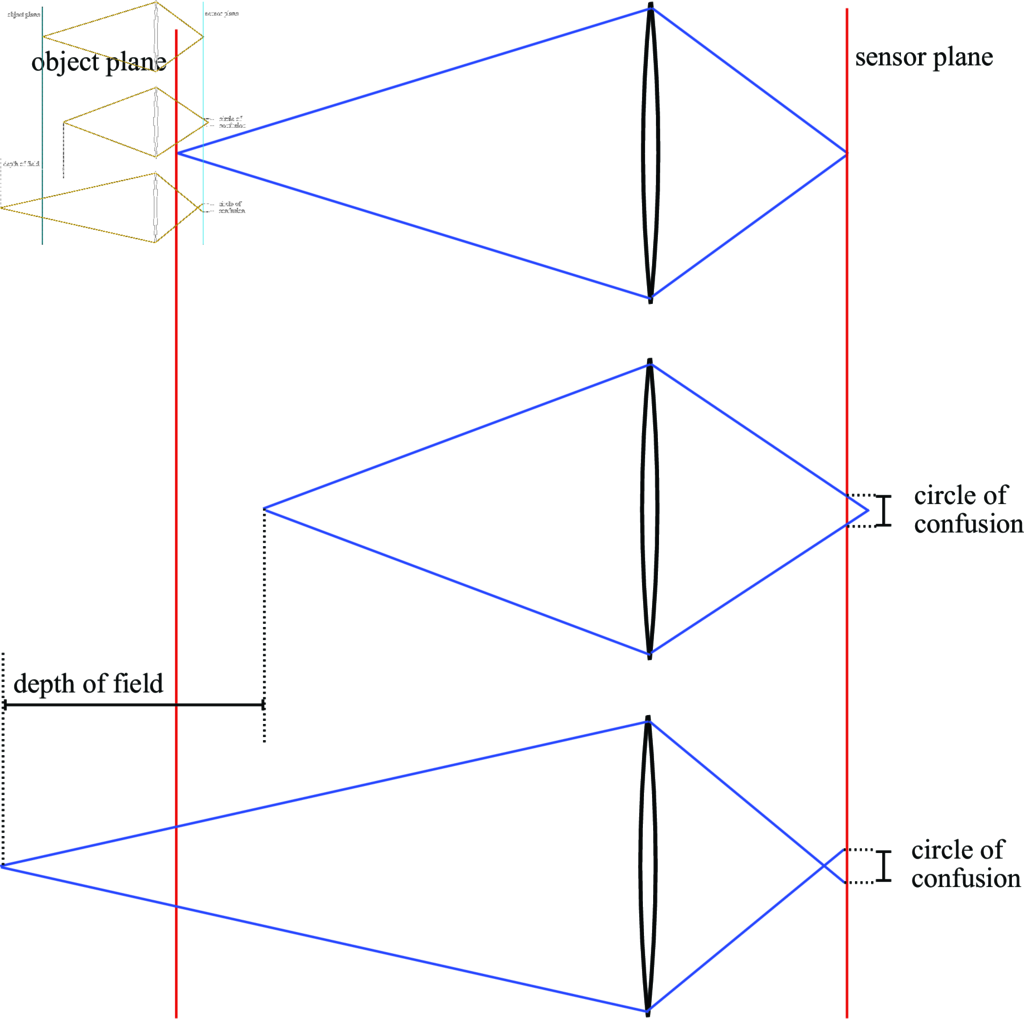 object plane
sensor plane
object plane
sensor plane
circle of
confusion
depth of field
circle of
confusion
circle of
confusion
depth of field
circle of
confusion